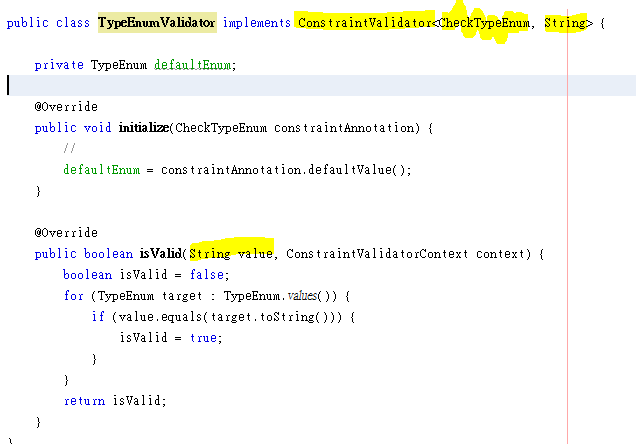 public class TypeEnumValidator implements ConstraintValidator<CheckTypeEnum, String> {
private TypeEnum defaultEnum;
@Override
public void initialize(CheckTypeEnum constraintAnnotation) {
//
defaultEnum = constraintAnnotation.defaultValue();
}
@Override
public boolean isValid(String value, ConstraintValidatorContext context) {
boolean isValid = false;
for (TypeEnum target : TypeEnum.values()) {
if (value.equals(target.toString())) {
isValid = true;
}
}
return isValid;
}
}